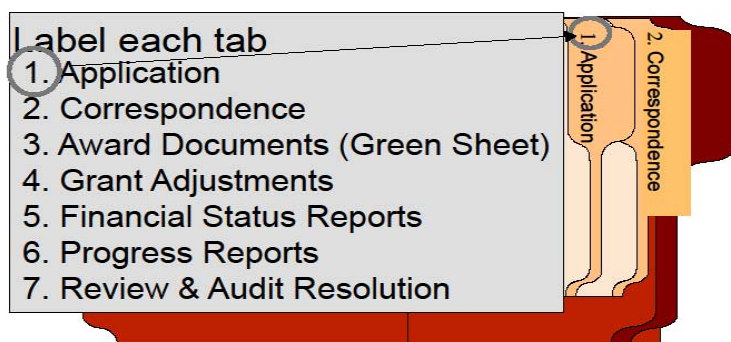 Label each tab
1. Application
2. Correspondence
3. Award Documents (Green Sheet)
4. Grant Adjustments
5. Financial Status Reports
6. Progress Reports
7. Review & Audit Resolution
1. Application
2. Correspondence